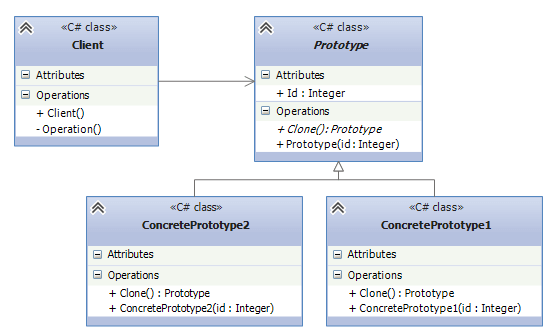 «C# class»
Client
Attributes
Operations
+ Client()
- Operation()
«C# class»
Prototype
Attributes
+ Id : Integer
Operations
+ Clone() : Prototype
+ Prototype(id : Integer)
«C# class»
ConcretePrototype2
Attributes
Operations
+ Clone() : Prototype
+ ConcretePrototype2(id : Integer)
«C# class»
ConcretePrototype1
Attributes
Operations
+ Clone() : Prototype
+ ConcretePrototype1(id : Integer)